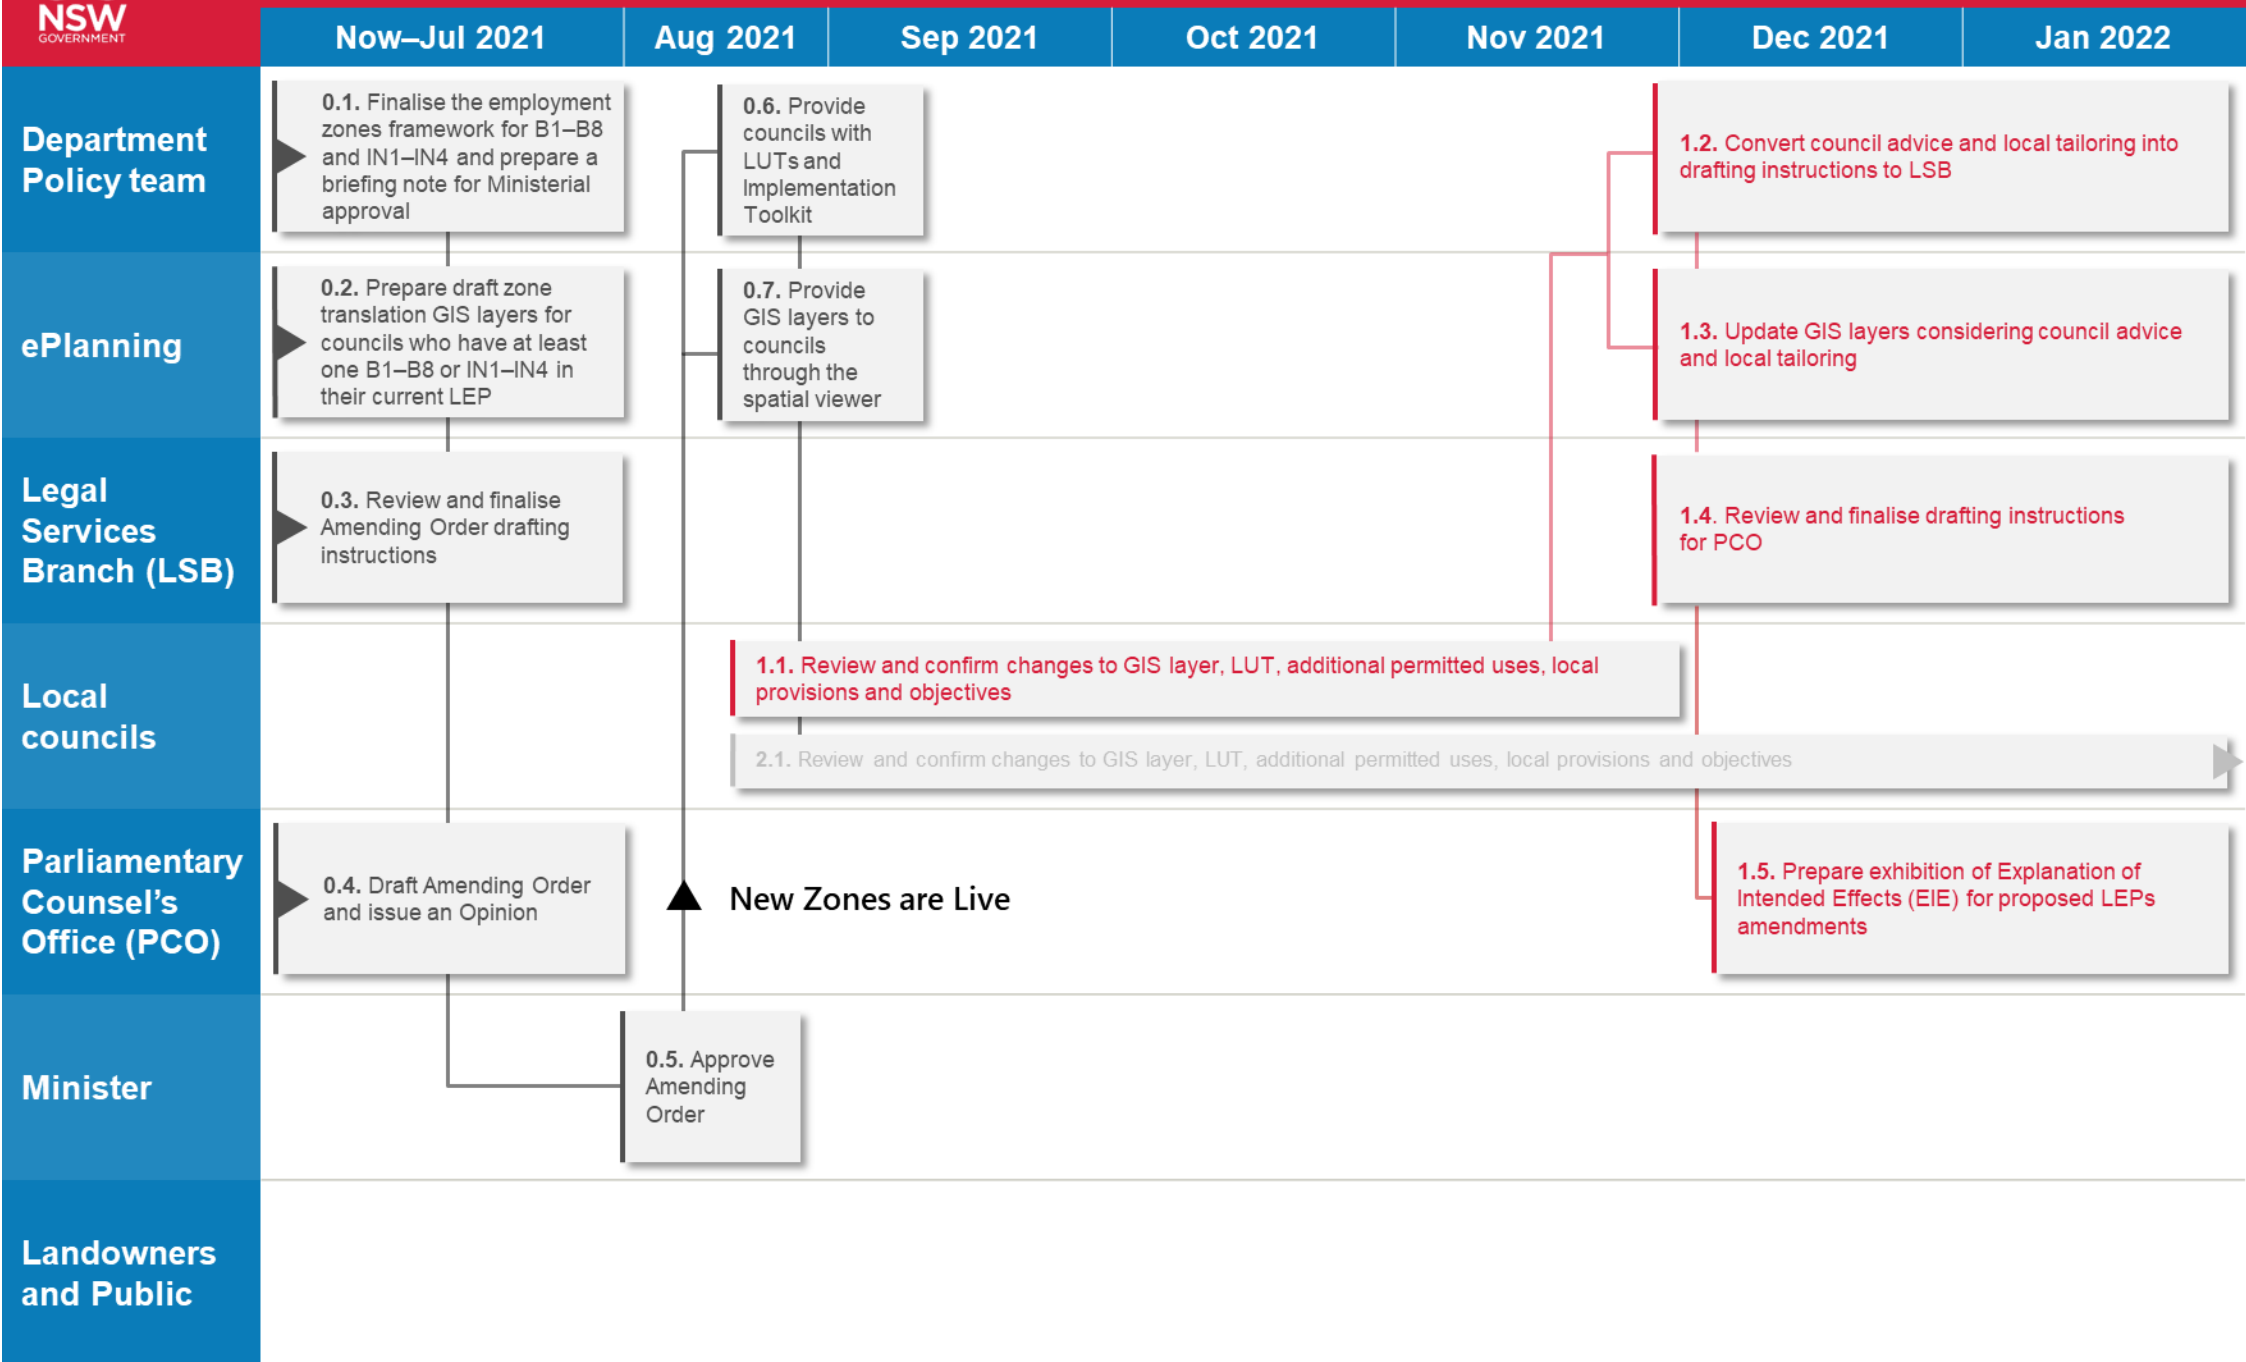 NSW
GOVERNMENT
Now–Jul 2021
Aug 2021
Sep 2021
Oct 2021
Nov 2021
Dec 2021
Jan 2022
Department
Policy team
0.1. Finalise the employment
zones framework for B1–B8
and IN1–IN4 and prepare a
briefing note for Ministerial
approval
0.6. Provide
councils with
LUTs and
Implementation
Toolkit
1.2. Convert council advice and local tailoring into
drafting instructions to LSB
ePlanning
0.2. Prepare draft zone
translation GIS layers for
councils who have at least
one B1–B8 or IN1–IN4 in
their current LEP
0.7. Provide
GIS layers to
councils
through the
spatial viewer
1.3. Update GIS layers considering council advice
and local tailoring
Legal
Services
Branch (LSB)
0.3. Review and finalise
Amending Order drafting
instructions
1.4. Review and finalise drafting instructions
for PCO
Local
councils
1.1. Review and confirm changes to GIS layer, LUT, additional permitted uses, local
provisions and objectives
2.1. Review and confirm changes to GIS layer, LUT, additional permitted uses, local provisions and objectives
Parliamentary
Counsel’s
Office (PCO)
0.4. Draft Amending Order
and issue an Opinion
New Zones are Live
1.5. Prepare exhibition of Explanation of
Intended Effects (EIE) for proposed LEPs
amendments
Minister
0.5. Approve
Amending
Order
Landowners
and Public